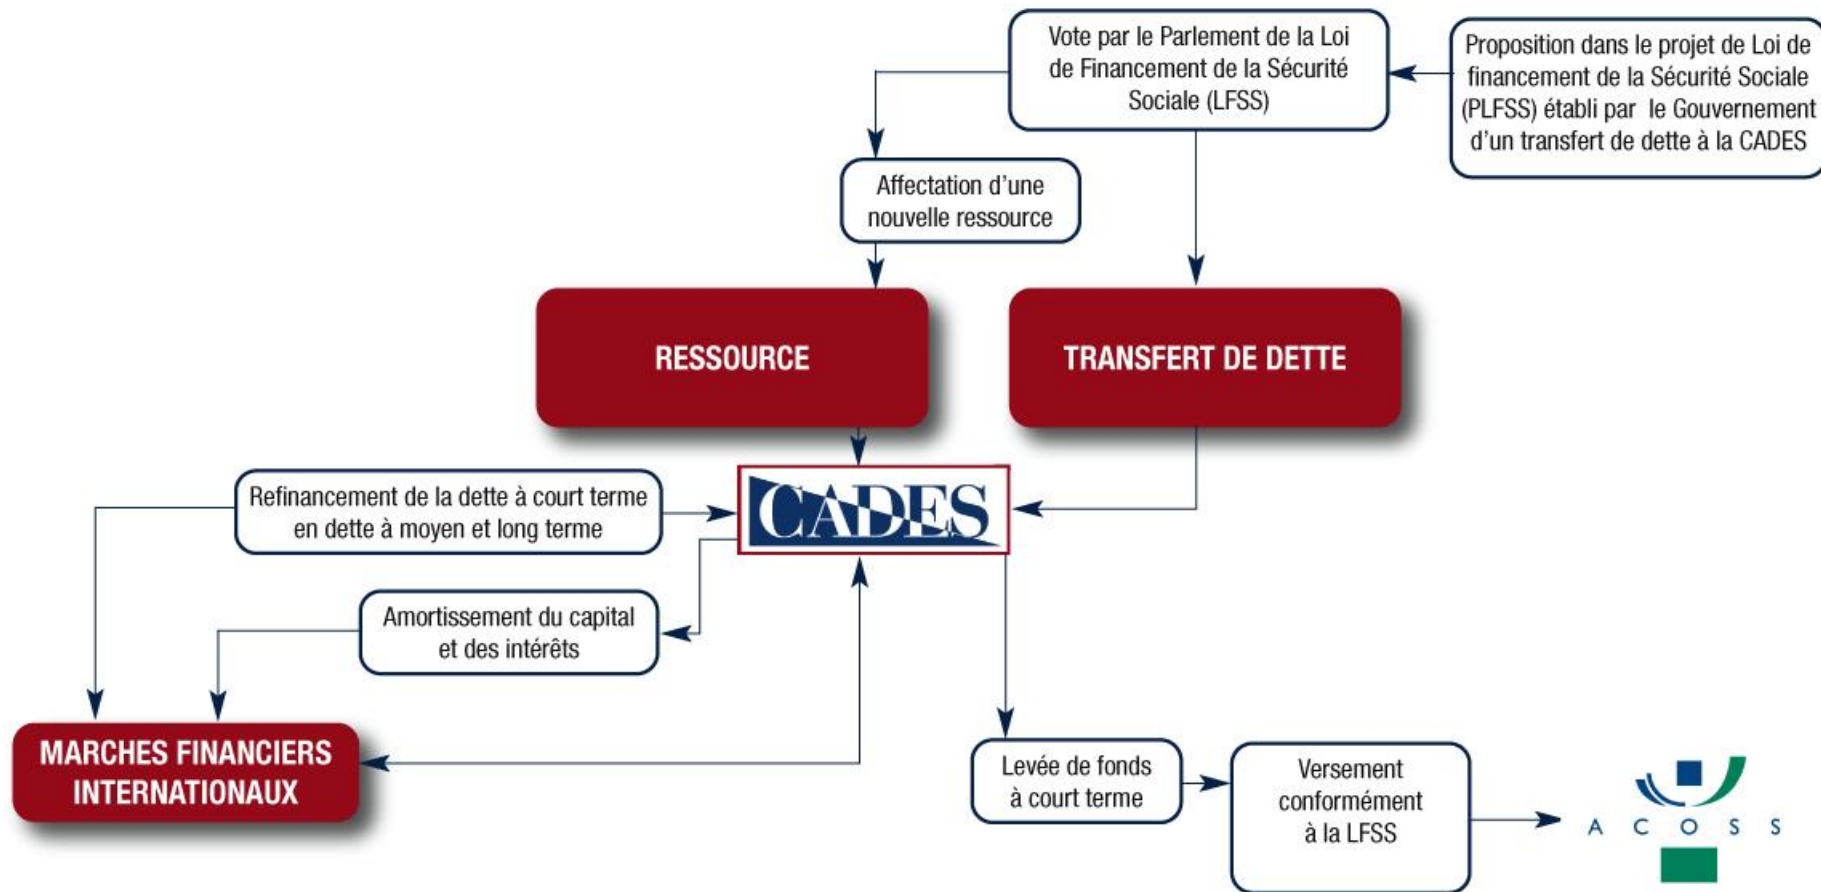 Vote par le Parlement de la Loi
de Financement de la Sécurité
Sociale (LFSS)
Proposition dans le projet de Loi de
financement de la Sécurité Sociale
(PLFSS) établi par le Gouvernement
d'un transfert de dette à la CADES
Affectation d'une
nouvelle ressource
RESSOURCE
TRANSFERT DE DETTE
Refinancement de la dette à court terme
en dette à moyen et long terme
CADES
Amortissement du capital
et des intérêts
MARCHES FINANCIERS
INTERNATIONAUX
Levée de fonds
à court terme
Versement
conformément
à la LFSS
ACOSS